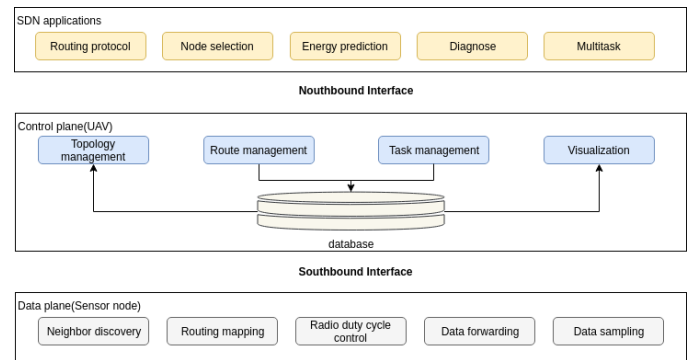 SDN applications
Routing protocol
Node selection
Energy prediction
Diagnose
Multitask
Nouthbound Interface
Control plane(UAV)
Topology
management
Route management
Task management
Visualization
database
Southbound Interface
Data plane(Sensor node)
Neighbor discovery
Routing mapping
Radio duty cycle
control
Data forwarding
Data sampling